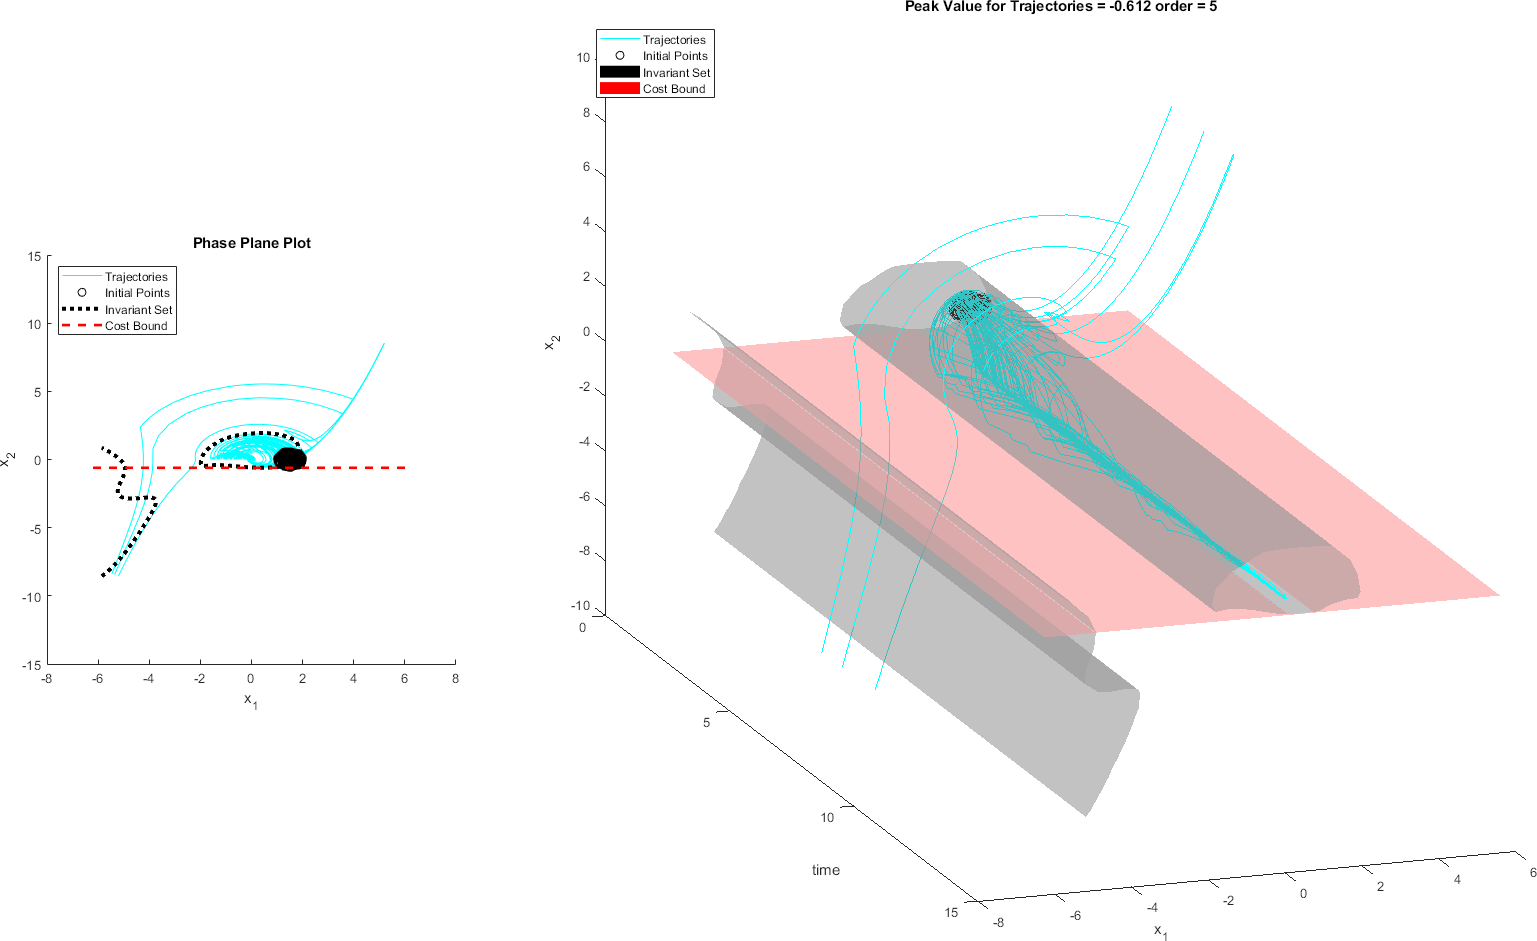 Peak Value for Trajectories = -0.612 order = 5
Phase Plane Plot
Trajectories
Initial Points
Invariant Set
Cost Bound
15
10
5
0
-5
-10
-15
x2
-8
-6
-4
-2
0
2
4
6
8
x1
Trajectories
Initial Points
Invariant Set
Cost Bound
10
8
6
4
2
0
-2
-4
-6
-8
-10
x2
0
5
10
15
time
-8
-6
-4
-2
0
2
4
6
x1